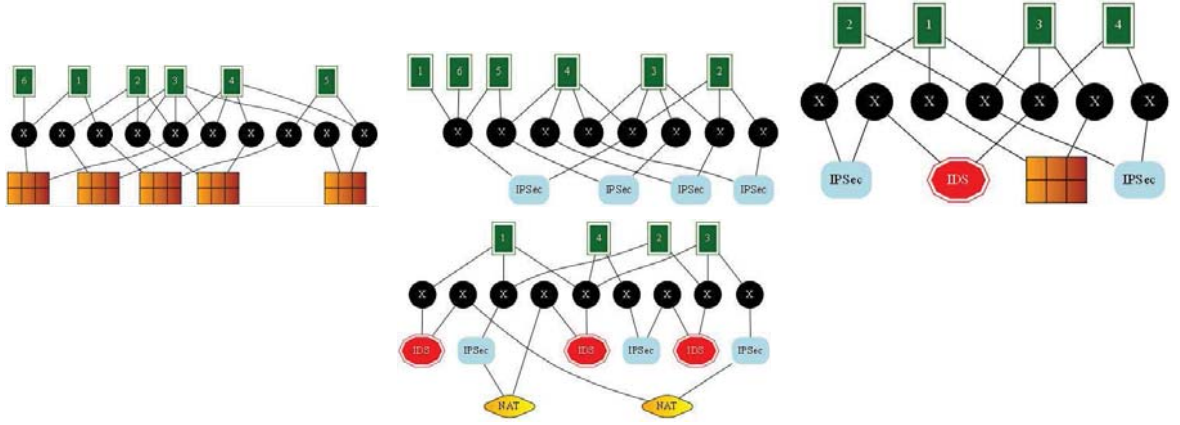 6 1 2 3 4 5
X X X X X X X X X X
1 6 5 4 3 2
X X X X X X X X
IPSec IPSec IPSec IPSec
2 1 3 4
X X X X X X X
IPSec IDS IPSec
1 4 2 3
X X X X X X X X X
IDS IPSec IDS IPSec IDS IPSec
NAT NAT